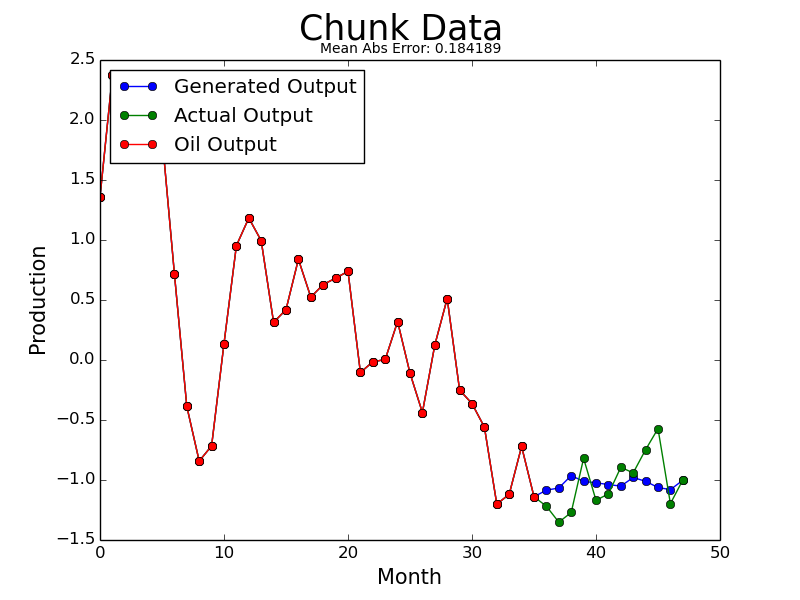 Chunk Data
Mean Abs Error: 0.184189
Generated Output
Actual Output
Oil Output
Production
2.5
2.0
1.5
1.0
0.5
0.0
−0.5
−1.0
−1.5
0 10 20 30 40 50
Month